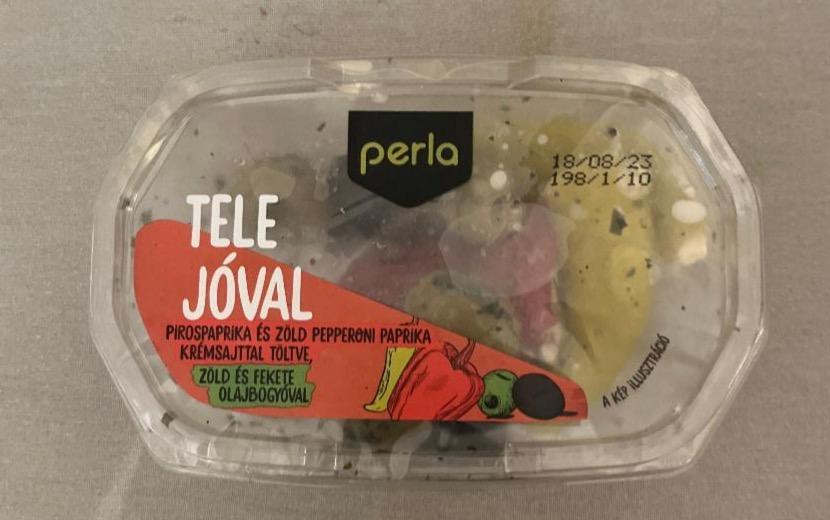 perla
18/08/23
198/1/10
TELE
JÓVAL
PIROSPAPRIKA ÉS ZÖLD PEPPERONI PAPRIKA
KRÉMSAJTTAL TÖLTVE,
ZÖLD ÉS FEKETE
OLAJBOGYÓVAL
A KÉP ILLUSZTRÁCIÓ